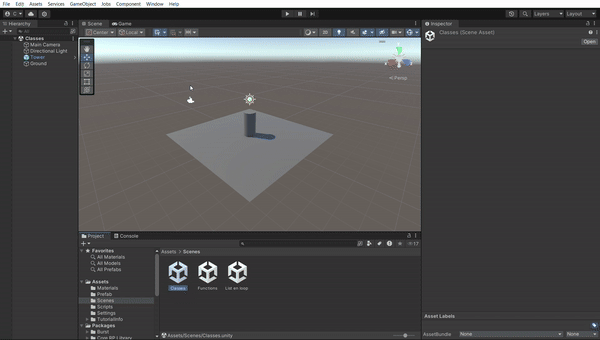 File Edit Assets Services GameObject Jobs Component Tower Window Help
Layers Layout
Hierarchy
Scene Game
Inspector
Center Local
Classes (Scene Asset)
Open
All
Classes
Main Camera
Directional Light
Tower
Ground
Persp
Project Console
17
Favorites
All Materials
All Models
All Prefabs
Assets
Materials
Prefab
Scenes
Scripts
Settings
TutorialInfo
Packages
Burst
Core RP Library
Assets > Scenes
Classes Functions List en loop
Assets/Scenes/Classes.unity
Asset Labels
AssetBundle None None